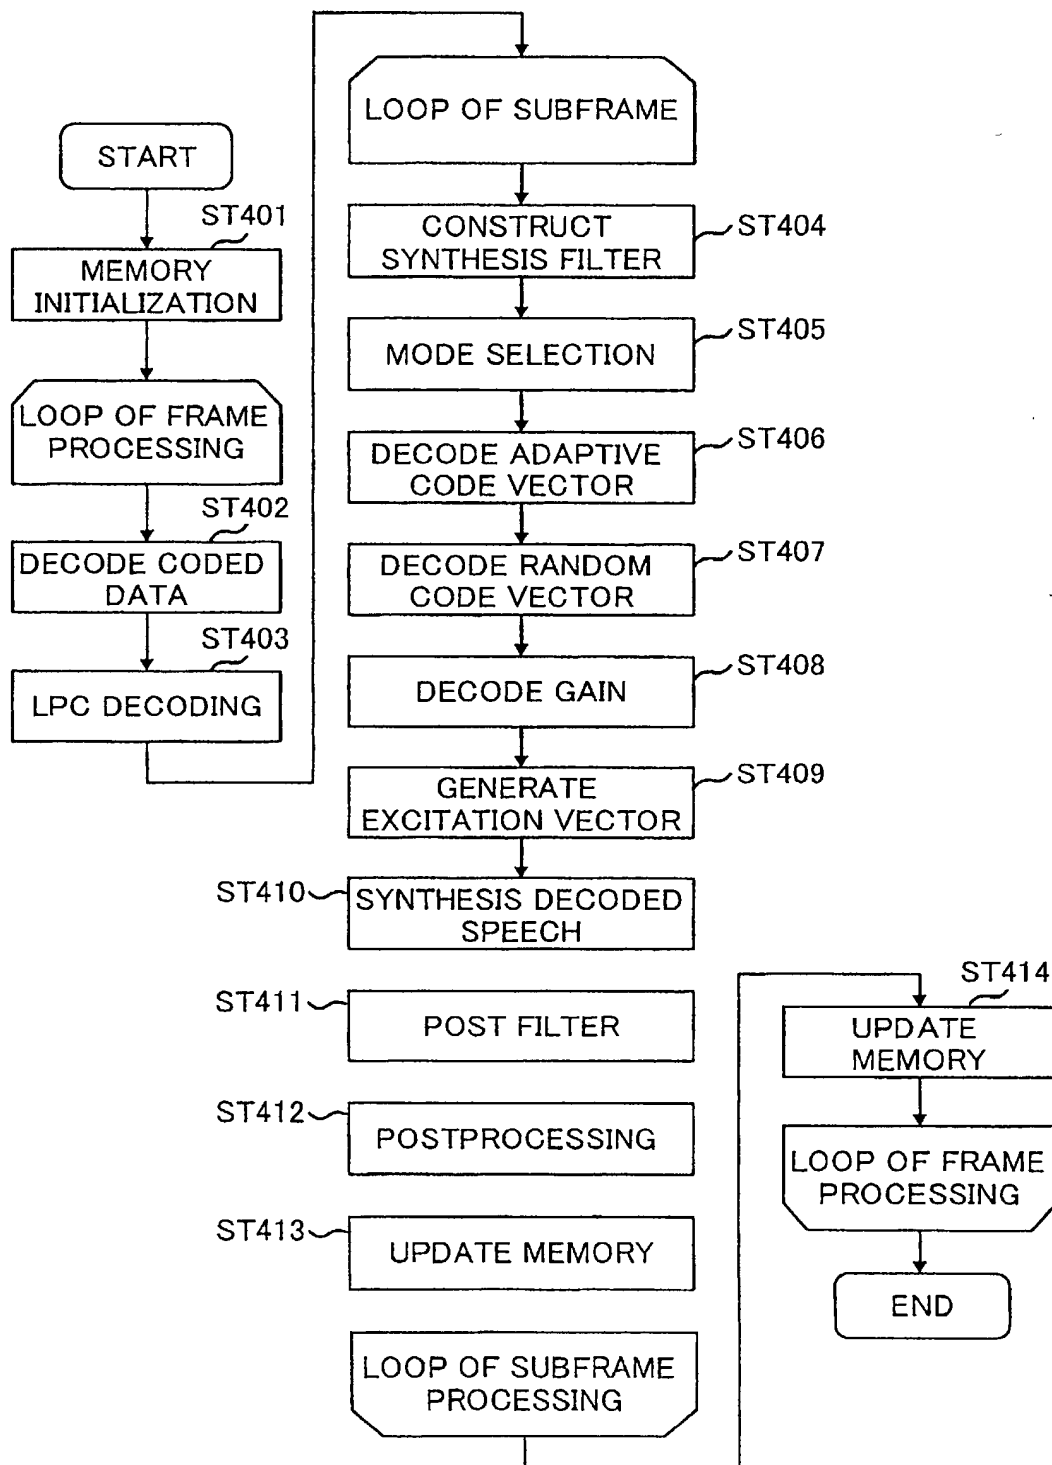 START
ST401
MEMORY
INITIALIZATION
LOOP OF FRAME
PROCESSING
ST402
DECODE CODED
DATA
ST403
LPC DECODING
LOOP OF SUBFRAME
CONSTRUCT
SYNTHESIS FILTER
ST404
MODE SELECTION
ST405
DECODE ADAPTIVE
CODE VECTOR
ST406
DECODE RANDOM
CODE VECTOR
ST407
DECODE GAIN
ST408
GENERATE
EXCITATION VECTOR
ST409
ST410
SYNTHESIS DECODED
SPEECH
ST411
POST FILTER
ST412
POSTPROCESSING
ST413
UPDATE MEMORY
LOOP OF SUBFRAME
PROCESSING
ST414
UPDATE
MEMORY
LOOP OF FRAME
PROCESSING
END